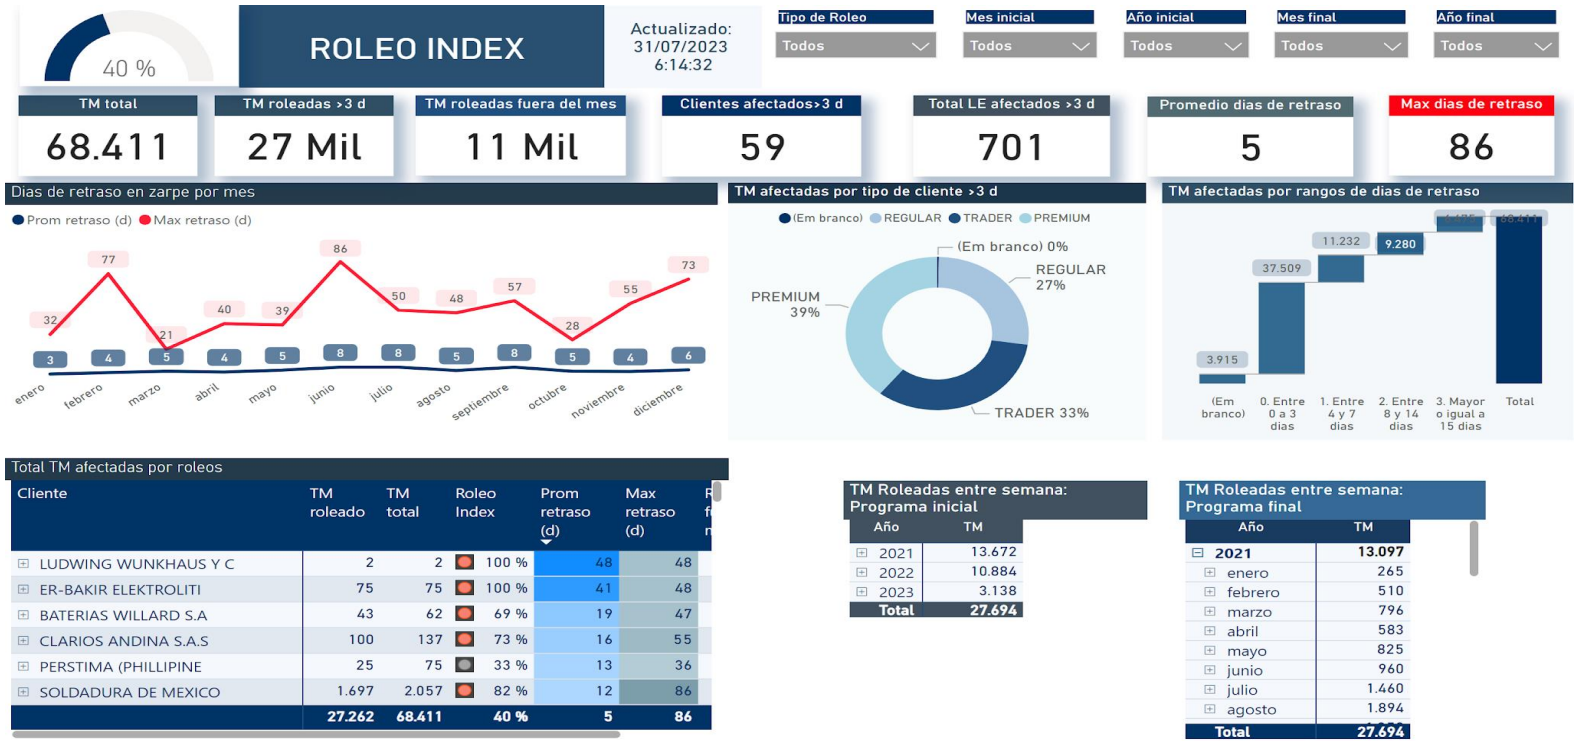 40 %
ROLEO INDEX
Actualizado:
31/07/2023
6:14:32
Tipo de Roleo
Todos
Mes inicial
Todos
Año inicial
Todos
Mes final
Todos
Año final
Todos
TM total
68.411
TM roleadas >3 d
27 Mil
TM roleadas fuera del mes
11 Mil
Clientes afectados>3 d
59
Total LE afectados >3 d
701
Promedio dias de retraso
5
Max dias de retraso
86
Dias de retraso en zarpe por mes
Prom retraso (d) Max retraso (d)
32 77 21 40 39 86 50 48 57 28 55 73
3 4 5 4 5 8 8 5 8 5 4 6
enero febrero marzo abril mayo junio julio agosto septiembre octubre noviembre diciembre
TM afectadas por tipo de cliente >3 d
(Em branco) REGULAR TRADER PREMIUM
(Em branco) 0%
REGULAR
27%
PREMIUM
39%
TRADER 33%
TM afectadas por rangos de dias de retraso
3.915
37.509
11.232
9.280
68.411
(Em
branco)
0. Entre
0 a 3
dias
1. Entre
4 y 7
dias
2. Entre
8 y 14
dias
3. Mayor
o igual a
15 dias
Total
Total TM afectadas por roleos
Cliente TM roleado TM total Roleo Index Prom retraso (d) Max retraso (d)
LUDWING WUNKHAUS Y C 2 2 100 % 48 48
ER-BAKIR ELEKTROLITI 75 75 100 % 41 48
BATERIAS WILLARD S.A 43 62 69 % 19 47
CLARIOS ANDINA S.A.S 100 137 73 % 16 55
PERSTIMA (PHILLIPINE 25 75 33 % 13 36
SOLDADURA DE MEXICO 1.697 2.057 82 % 12 86
27.262 68.411 40 % 5 86
TM Roleadas entre semana:
Programa inicial
Año TM
2021 13.672
2022 10.884
2023 3.138
Total 27.694
TM Roleadas entre semana:
Programa final
Año TM
2021 13.097
enero 265
febrero 510
marzo 796
abril 583
mayo 825
junio 960
julio 1.460
agosto 1.894
Total 27.694